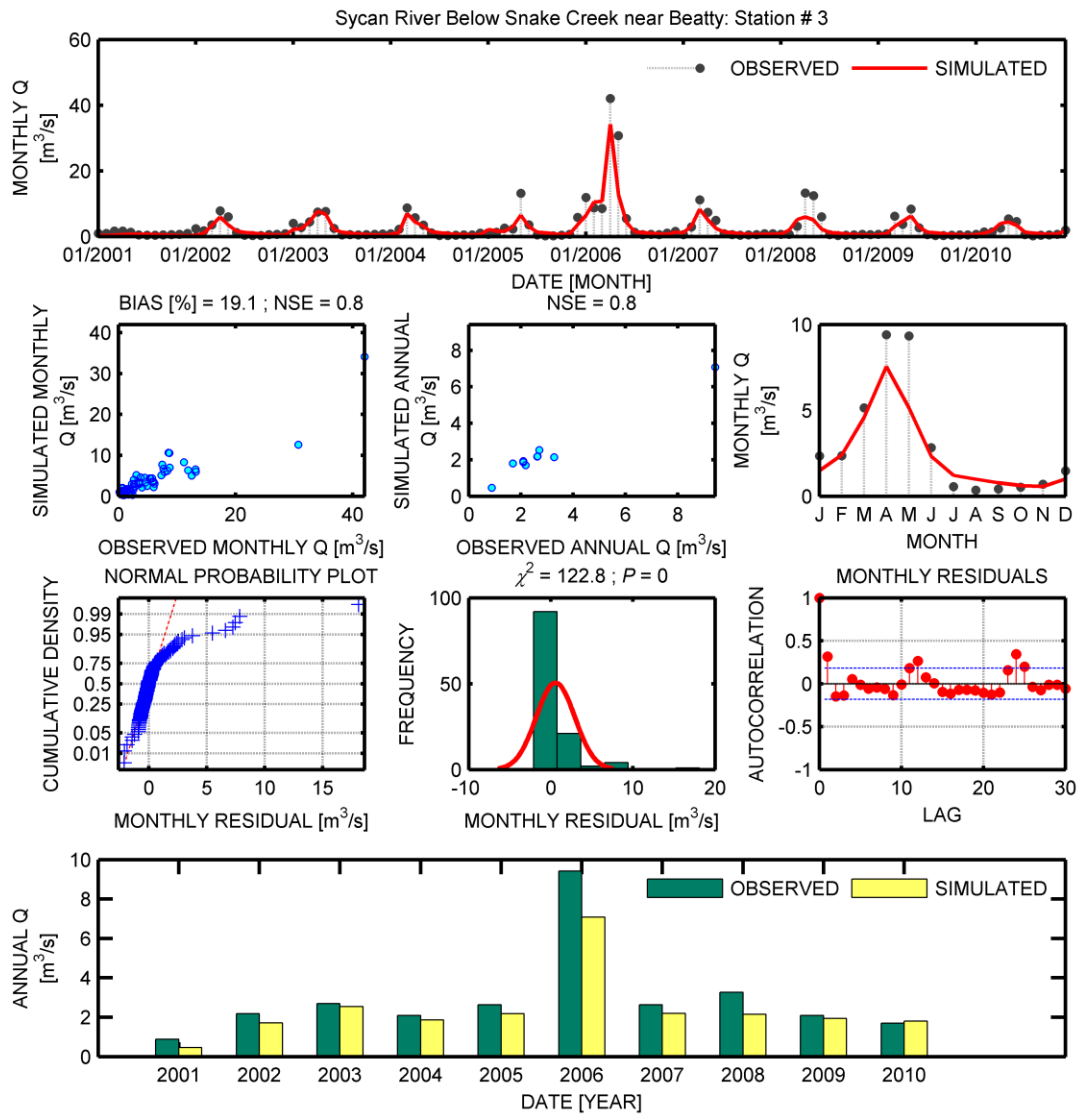 Sycan River Below Snake Creek near Beatty: Station # 3
MONTHLY Q
[m³/s]
60
40
20
0
OBSERVED SIMULATED
01/2001 01/2002 01/2003 01/2004 01/2005 01/2006 01/2007 01/2008 01/2009 01/2010
DATE [MONTH]
BIAS [%] = 19.1 ; NSE = 0.8
SIMULATED MONTHLY
Q [m³/s]
40
30
20
10
0
0 20 40
OBSERVED MONTHLY Q [m³/s]
NSE = 0.8
SIMULATED ANNUAL
Q [m³/s]
8
6
4
2
0
0 2 4 6 8
OBSERVED ANNUAL Q [m³/s]
MONTHLY Q
[m³/s]
10
5
0
J F M A M J J A S O N D
MONTH
NORMAL PROBABILITY PLOT
CUMULATIVE DENSITY
0.99
0.95
0.75
0.5
0.25
0.05
0.01
0 5 10 15
MONTHLY RESIDUAL [m³/s]
χ² = 122.8 ; P = 0
FREQUENCY
100
50
0
-10 0 10 20
MONTHLY RESIDUAL [m³/s]
MONTHLY RESIDUALS
AUTOCORRELATION
1
0.5
0
-0.5
-1
0 10 20 30
LAG
ANNUAL Q
[m³/s]
10
8
6
4
2
0
OBSERVED SIMULATED
2001 2002 2003 2004 2005 2006 2007 2008 2009 2010
DATE [YEAR]